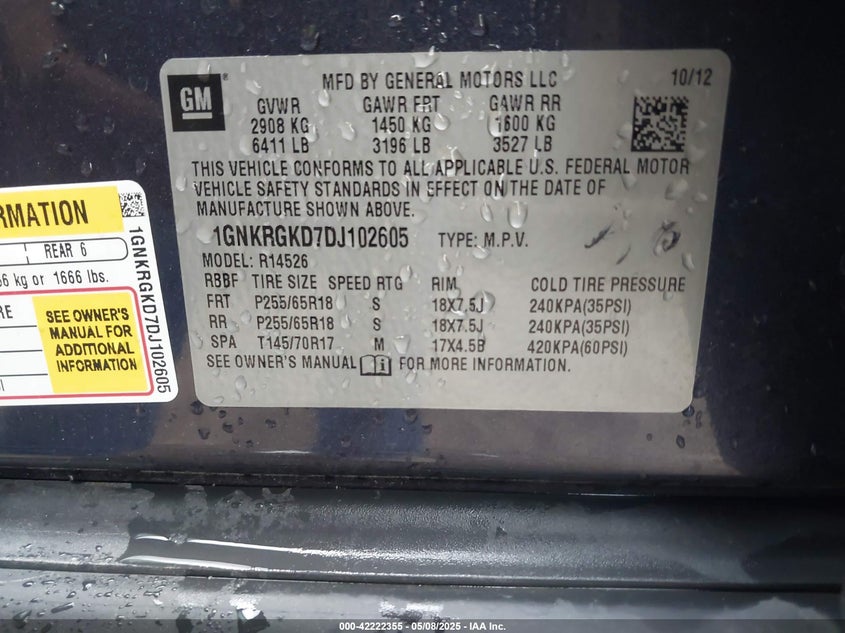 GM ®
MFD BY GENERAL MOTORS LLC 10/12
GVWR GAWR FRT GAWR RR
2908 KG 1450 KG 1600 KG
6411 LB 3196 LB 3527 LB
THIS VEHICLE CONFORMS TO ALL APPLICABLE U.S. FEDERAL MOTOR
VEHICLE SAFETY STANDARDS IN EFFECT ON THE DATE OF
MANUFACTURE SHOWN ABOVE.
1GNKRGKD7DJ102605 TYPE: M.P.V.
MODEL: R14526
RBBF TIRE SIZE SPEED RTG RIM COLD TIRE PRESSURE
FRT P255/65R18 S 18X7.5J 240KPA(35PSI)
RR P255/65R18 S 18X7.5J 240KPA(35PSI)
SPA T145/70R17 M 17X4.5B 420KPA(60PSI)
SEE OWNER'S MANUAL i FOR MORE INFORMATION.
REAR 6
kg or 1666 lbs.
SEE OWNER'S
MANUAL FOR
ADDITIONAL
INFORMATION
1GNKRGKD7DJ102605
000-42222355 - 05/08/2025 - IAA Inc.